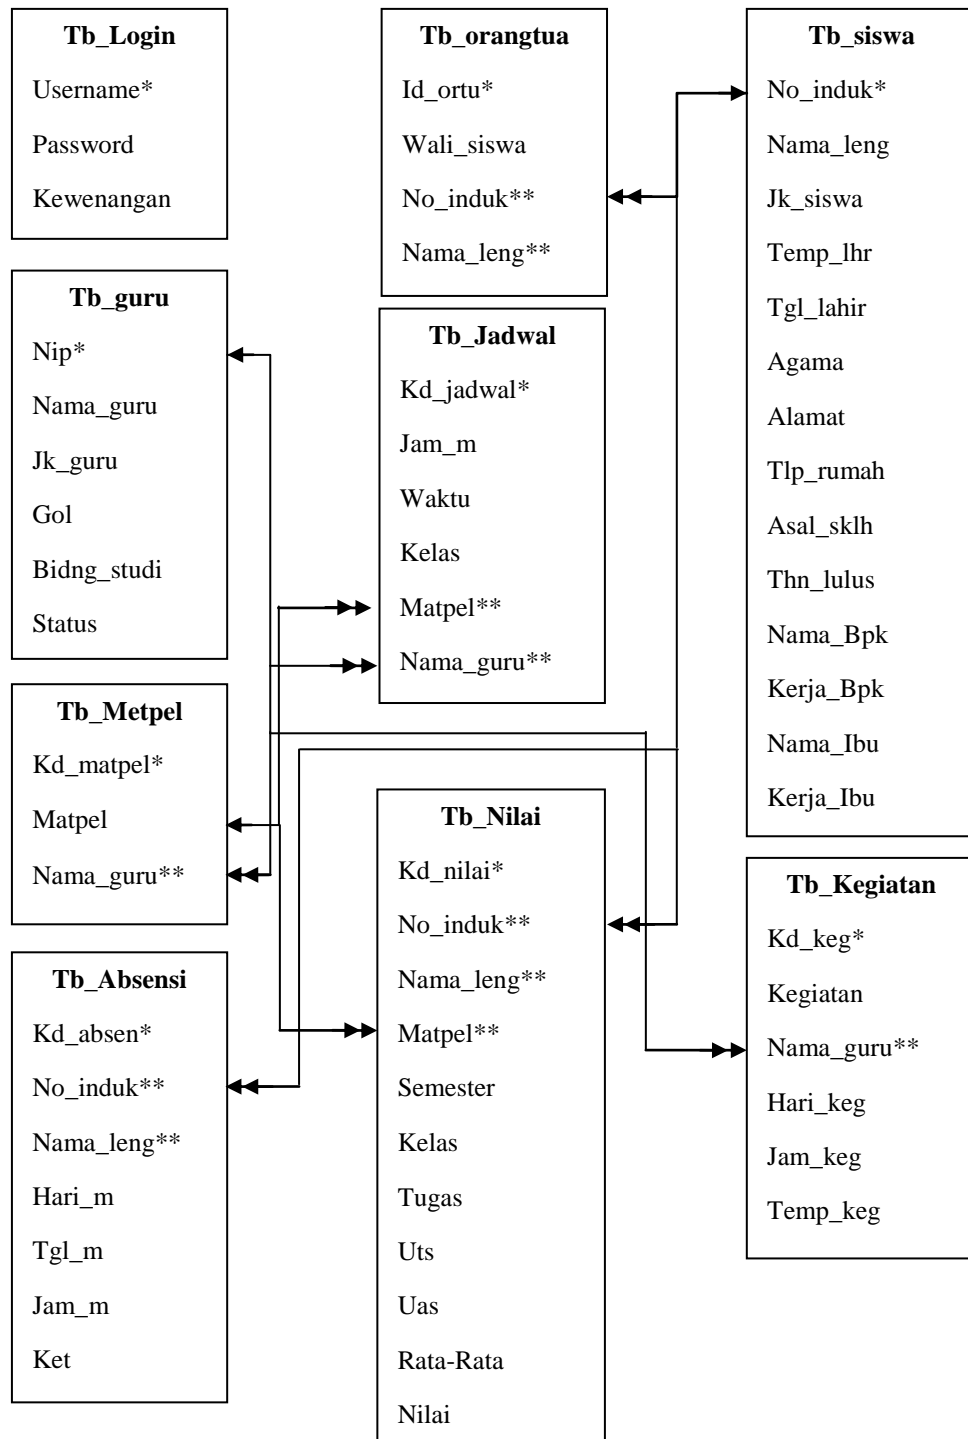 Tb_Login
Username*
Password
Kewenangan
Tb_orangtua
Id_ortu*
Wali_siswa
No_induk**
Nama_leng**
Tb_siswa
No_induk*
Nama_leng
Jk_siswa
Temp_lhr
Tgl_lahir
Agama
Alamat
Tlp_rumah
Asal_sklh
Thn_lulus
Nama_Bpk
Kerja_Bpk
Nama_Ibu
Kerja_Ibu
Tb_guru
Nip*
Nama_guru
Jk_guru
Gol
Bidng_studi
Status
Tb_Jadwal
Kd_jadwal*
Jam_m
Waktu
Kelas
Matpel**
Nama_guru**
Tb_Metpel
Kd_matpel*
Matpel
Nama_guru**
Tb_Nilai
Kd_nilai*
No_induk**
Nama_leng**
Matpel**
Semester
Kelas
Tugas
Uts
Uas
Rata-Rata
Nilai
Tb_Kegiatan
Kd_keg*
Kegiatan
Nama_guru**
Hari_keg
Jam_keg
Temp_keg
Tb_Absensi
Kd_absen*
No_induk**
Nama_leng**
Hari_m
Tgl_m
Jam_m
Ket